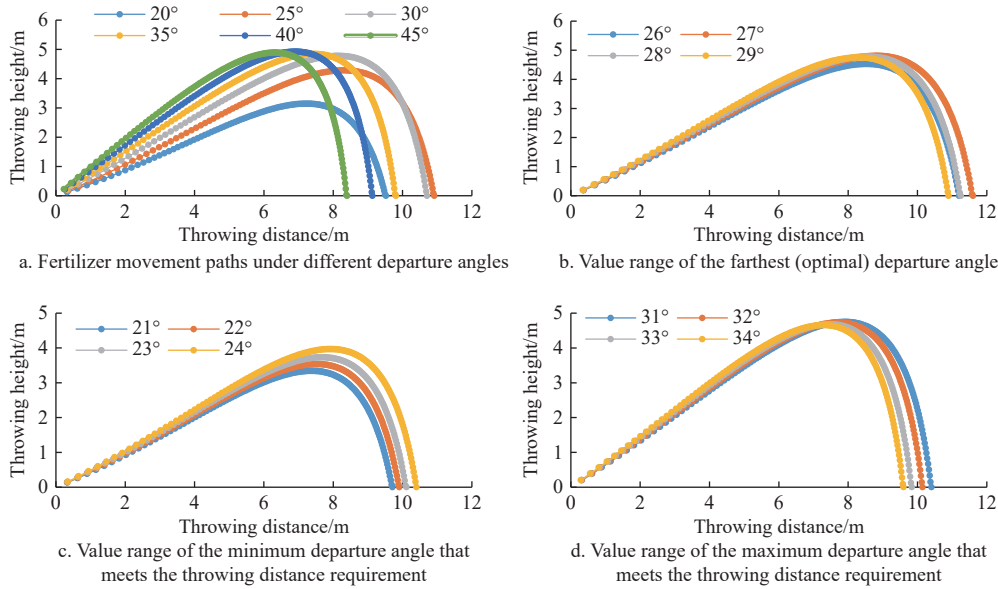 20° 25° 30°
35° 40° 45°
Throwing height/m
6
5
4
3
2
1
0
0 2 4 6 8 10 12
Throwing distance/m
a. Fertilizer movement paths under different departure angles
26° 27°
28° 29°
Throwing height/m
6
5
4
3
2
1
0
0 2 4 6 8 10 12
Throwing distance/m
b. Value range of the farthest (optimal) departure angle
21° 22°
23° 24°
Throwing height/m
5
4
3
2
1
0
0 2 4 6 8 10 12
Throwing distance/m
c. Value range of the minimum departure angle that
meets the throwing distance requirement
31° 32°
33° 34°
Throwing height/m
5
4
3
2
1
0
0 2 4 6 8 10 12
Throwing distance/m
d. Value range of the maximum departure angle that
meets the throwing distance requirement